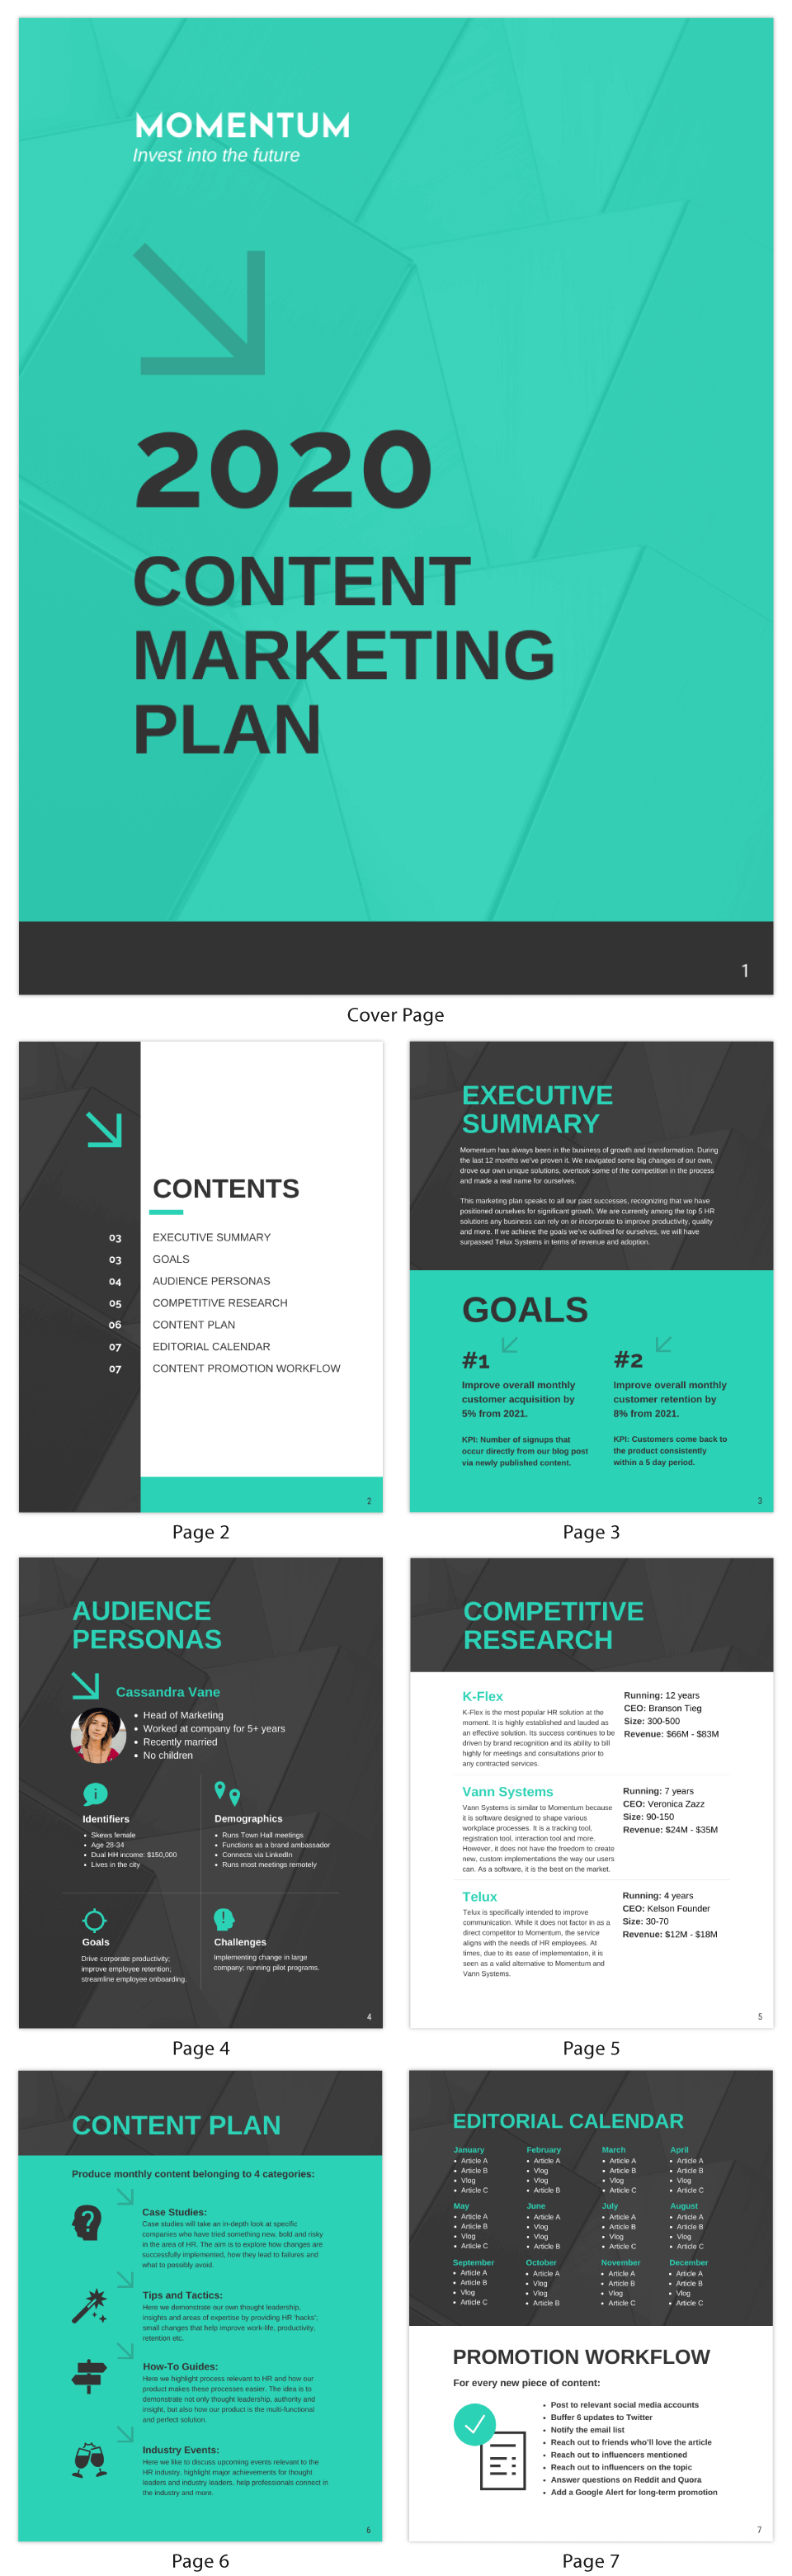 MOMENTUM
Invest into the future
2020
CONTENT
MARKETING
PLAN
1
Cover Page
CONTENTS
03 EXECUTIVE SUMMARY
03 GOALS
04 AUDIENCE PERSONAS
05 COMPETITIVE RESEARCH
06 CONTENT PLAN
07 EDITORIAL CALENDAR
07 CONTENT PROMOTION WORKFLOW
2
Page 2
EXECUTIVE
SUMMARY
Momentum has always been in the business of growth and transformation. During
the last 12 months we've proven it. We navigated some big changes of our own,
drove our own unique solutions, overtook some of the competition in the process
and made a real name for ourselves.
This marketing plan speaks to all our past successes, recognizing that we have
positioned ourselves for significant growth. We are currently among the top 5 HR
solutions any business can rely on or incorporate to improve productivity, quality
and more. If we achieve the goals we've outlined for ourselves, we will have
surpassed Telux Systems in terms of revenue and adoption.
GOALS
#1
Improve overall monthly
customer acquisition by
5% from 2021.
KPI: Number of signups that
occur directly from our blog post
via newly published content.
#2
Improve overall monthly
customer retention by
8% from 2021.
KPI: Customers come back to
the product consistently
within a 5 day period.
3
Page 3
AUDIENCE
PERSONAS
Cassandra Vane
• Head of Marketing
• Worked at company for 5+ years
• Recently married
• No children
Identifiers
• Skews female
• Age 28-34
• Dual HH income: $150,000
• Lives in the city
Demographics
• Runs Town Hall meetings
• Functions as a brand ambassador
• Connects via LinkedIn
• Runs most meetings remotely
Goals
Drive corporate productivity;
improve employee retention;
streamline employee onboarding.
Challenges
Implementing change in large
company; running pilot programs.
4
Page 4
COMPETITIVE
RESEARCH
K-Flex
K-Flex is the most popular HR solution at the
moment. It is highly established and lauded as
an effective solution. Its success continues to be
driven by brand recognition and its ability to bill
highly for meetings and consultations prior to
any contracted services.
Running: 12 years
CEO: Branson Tieg
Size: 300-500
Revenue: $66M - $83M
Vann Systems
Vann Systems is similar to Momentum because
it is software designed to shape various
workplace processes. It is a tracking tool,
registration tool, interaction tool and more.
However, it does not have the freedom to create
new, custom implementations the way our users
can. As a software, it is the best on the market.
Running: 7 years
CEO: Veronica Zazz
Size: 90-150
Revenue: $24M - $35M
Telux
Telux is specifically intended to improve
communication. While it does not factor in as a
direct competitor to Momentum, the service
aligns with the needs of HR employees. At
times, due to its ease of implementation, it is
seen as a valid alternative to Momentum and
Vann Systems.
Running: 4 years
CEO: Kelson Founder
Size: 30-70
Revenue: $12M - $18M
5
Page 5
CONTENT PLAN
Produce monthly content belonging to 4 categories:
Case Studies:
Case studies will take an in-depth look at specific
companies who have tried something new, bold and risky
in the area of HR. The aim is to explore how changes are
successfully implemented, how they lead to failures and
what to possibly avoid.
Tips and Tactics:
Here we demonstrate our own thought leadership,
insights and areas of expertise by providing HR 'hacks';
small changes that help improve work-life, productivity,
retention etc.
How-To Guides:
Here we highlight process relevant to HR and how our
product makes these processes easier. The idea is to
demonstrate not only thought leadership, authority and
insight, but also how our product is the multi-functional
and perfect solution.
Industry Events:
Here we like to discuss upcoming events relevant to the
HR industry, highlight major achievements for thought
leaders and industry leaders, help professionals connect in
the industry and more.
6
Page 6
EDITORIAL CALENDAR
January
• Article A
• Article B
• Vlog
• Article C
February
• Article A
• Vlog
• Vlog
• Article B
March
• Article A
• Article B
• Vlog
• Article C
April
• Article A
• Article B
• Vlog
• Article C
May
• Article A
• Article B
• Vlog
• Article C
June
• Article A
• Vlog
• Vlog
• Article B
July
• Article A
• Article B
• Vlog
• Article C
August
• Article A
• Article B
• Vlog
• Article C
September
• Article A
• Article B
• Vlog
• Article C
October
• Article A
• Vlog
• Vlog
• Article B
November
• Article A
• Article B
• Vlog
• Article C
December
• Article A
• Article B
• Vlog
• Article C
PROMOTION WORKFLOW
For every new piece of content:
• Post to relevant social media accounts
• Buffer 6 updates to Twitter
• Notify the email list
• Reach out to friends who'll love the article
• Reach out to influencers mentioned
• Reach out to influencers on the topic
• Answer questions on Reddit and Quora
• Add a Google Alert for long-term promotion
7
Page 7